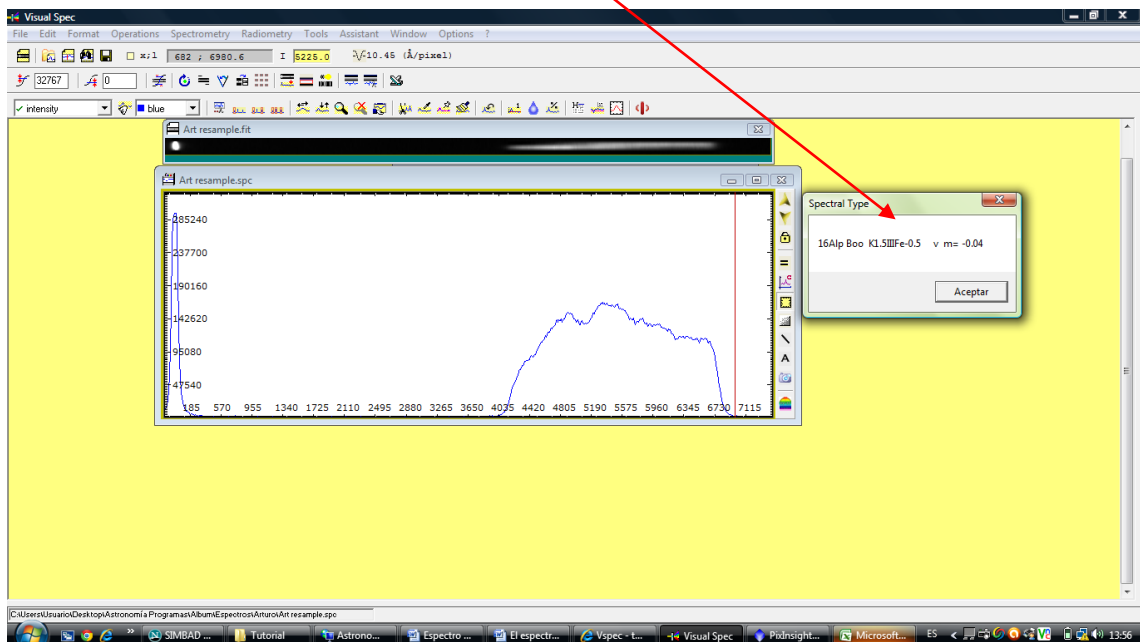 Visual Spec
File Edit Format Operations Spectrometry Radiometry Tools Assistant Window Options ?
x;l 682 ; 6980.6 I 5225.0 10.45 (Å/pixel)
32767 0
intensity blue
Art resample.fit
Art resample.spc
285240
237700
190160
142620
95080
47540
185 570 955 1340 1725 2110 2495 2880 3265 3650 4035 4420 4805 5190 5575 5960 6345 6730 7115
A
Spectral Type
16Alp Boo K1.5IIIFe-0.5 v m= -0.04
Aceptar
C:\Users\Usuario\Desktop\Astronomía Programas\Album\Espectros\Arturo\Art resample.spc
SIMBAD ... Tutorial Astrono... Espectro ... El espectr... Vspec - t... Visual Spec PixInsight... Microsoft... ES 13:56